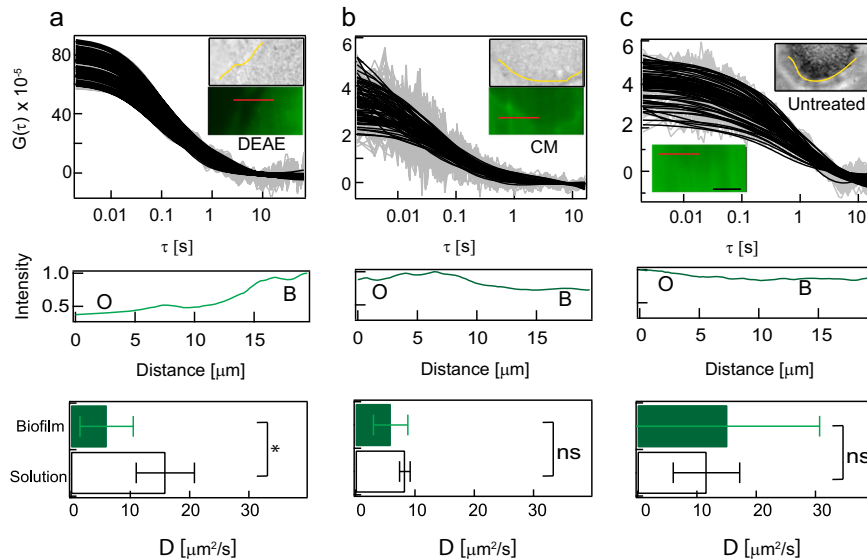 a
b
c
G(τ) x 10⁻⁵
80
40
0
0.01
0.1
1
10
τ [s]
DEAE
6
4
2
0
0.01
0.1
1
10
τ [s]
CM
6
4
2
0
0.01
0.1
1
10
τ [s]
Untreated
Intensity
1.0
0.5
O
B
0
5
10
15
Distance [μm]
O
B
0
5
10
15
Distance [μm]
O
B
0
5
10
15
Distance [μm]
Biofilm
Solution
*
0
10
20
30
D [μm²/s]
ns
0
10
20
30
D [μm²/s]
ns
0
10
20
30
D [μm²/s]